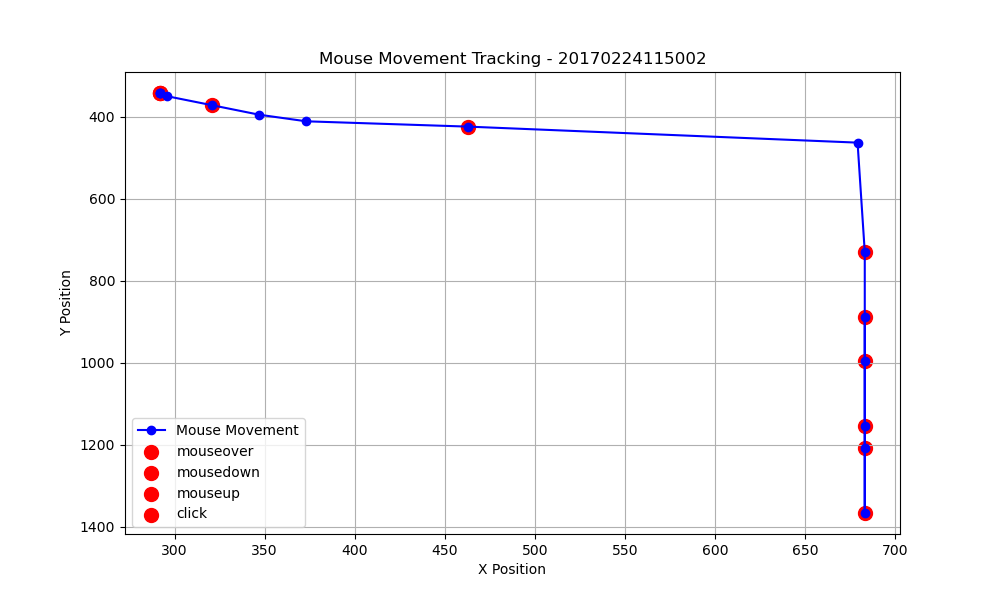 Mouse Movement Tracking - 20170224115002
400
600
800
1000
1200
1400
Y Position
Mouse Movement
mouseover
mousedown
mouseup
click
300 350 400 450 500 550 600 650 700
X Position